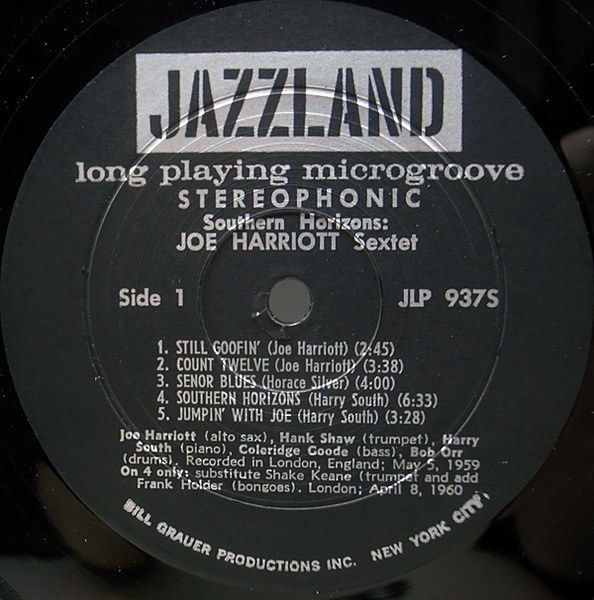 JAZZLAND
long playing microgroove
STEREOPHONIC
Southern Horizons:
JOE HARRIOTT Sextet
Side 1
JLP 937S
1. STILL GOOFIN' (Joe Harriott) (2:45)
2. COUNT TWELVE (Joe Harriott) (3:38)
3. SENOR BLUES (Horace Silver) (4:00)
4. SOUTHERN HORIZONS (Harry South) (6:33)
5. JUMPIN' WITH JOE (Harry South) (3:28)
Joe Harriott (alto sax), Hank Shaw (trumpet), Harry
South (piano), Coleridge Goode (bass), Bob Orr
(drums). Recorded in London, England; May 5, 1959
On 4 only: substitute Shake Keane (trumpet and add
Frank Holder (bongoes). London; April 8, 1960
BILL GRAUER PRODUCTIONS INC. NEW YORK CITY